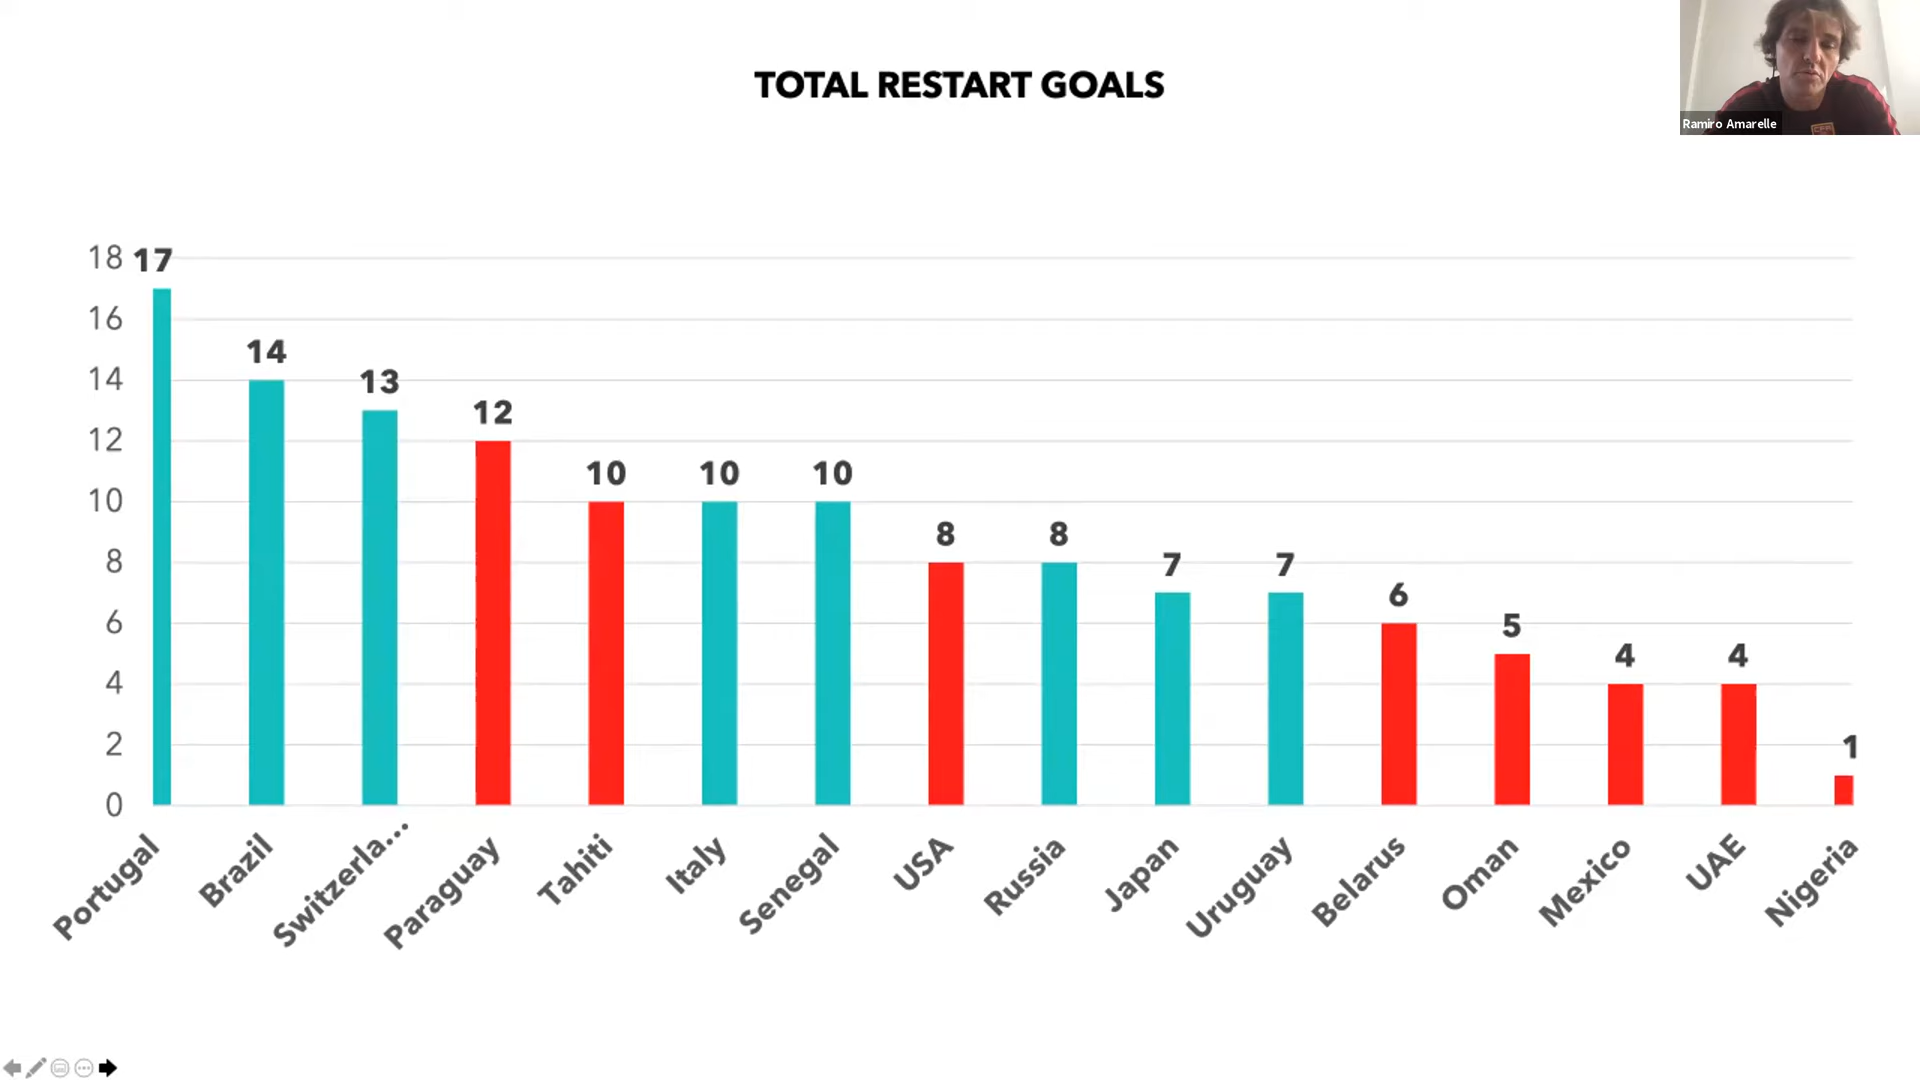 TOTAL RESTART GOALS
Ramiro Amarelle
18
16
14
12
10
8
6
4
2
0
17
14
13
12
10
10
10
8
8
7
7
6
5
4
4
1
Portugal
Brazil
Switzerla...
Paraguay
Tahiti
Italy
Senegal
USA
Russia
Japan
Uruguay
Belarus
Oman
Mexico
UAE
Nigeria